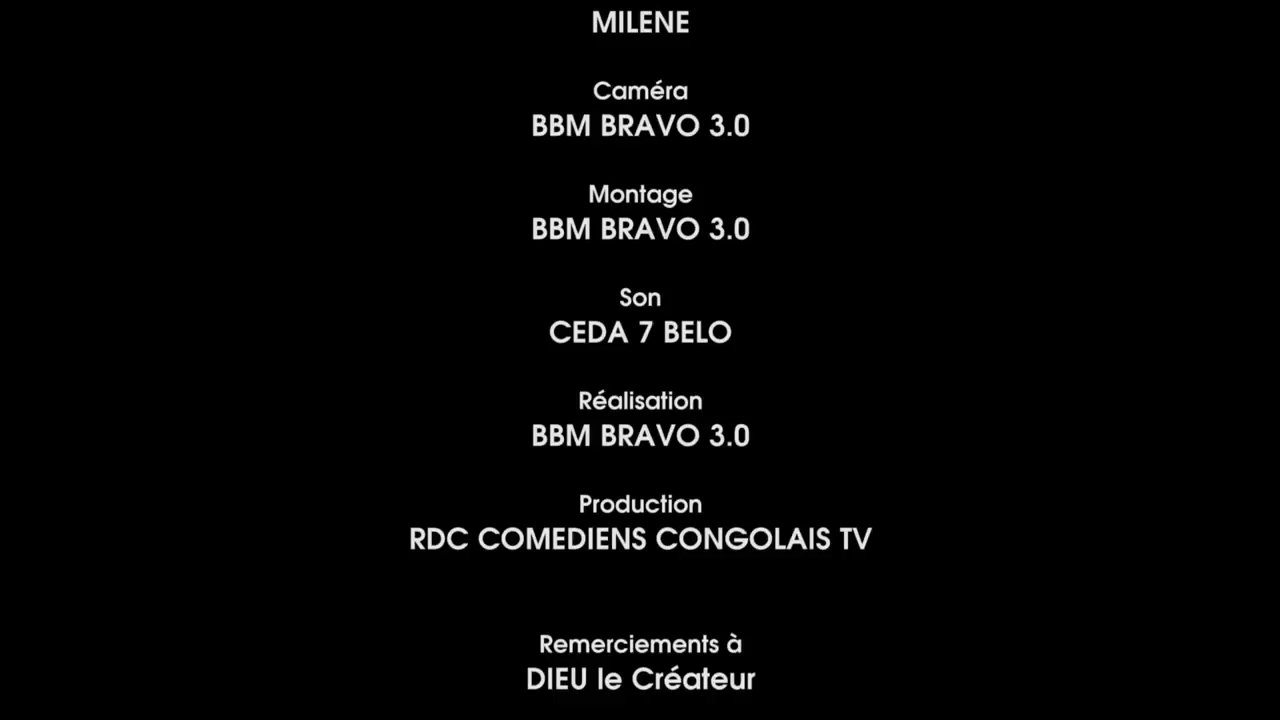 MILENE
Caméra
BBM BRAVO 3.0
Montage
BBM BRAVO 3.0
Son
CEDA 7 BELO
Réalisation
BBM BRAVO 3.0
Production
RDC COMEDIENS CONGOLAIS TV
Remerciements à
DIEU le Créateur